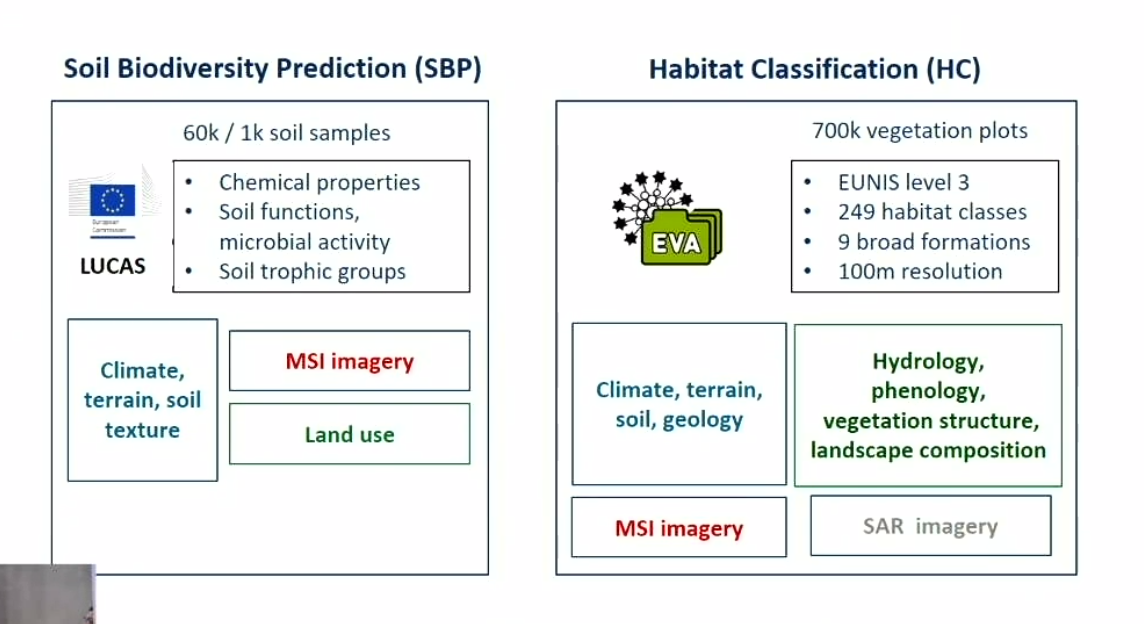 Soil Biodiversity Prediction (SBP)
60k / 1k soil samples
• Chemical properties
• Soil functions,
microbial activity
• Soil trophic groups
European
Commission
LUCAS
Climate,
terrain, soil
texture
MSI imagery
Land use
Habitat Classification (HC)
700k vegetation plots
EVA
• EUNIS level 3
• 249 habitat classes
• 9 broad formations
• 100m resolution
Climate, terrain,
soil, geology
Hydrology,
phenology,
vegetation structure,
landscape composition
MSI imagery
SAR imagery